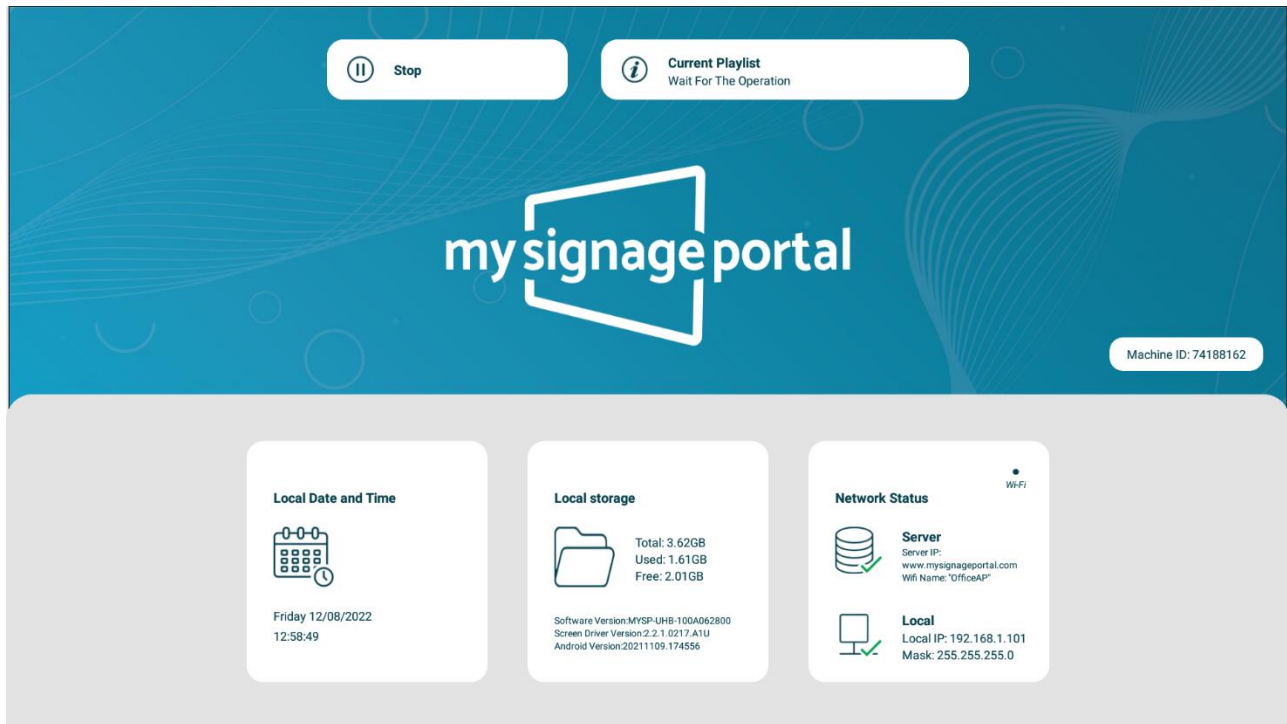 Stop
Current Playlist
Wait For The Operation
my signage portal
Machine ID: 74188162
Local Date and Time
Friday 12/08/2022
12:58:49
Local storage
Total: 3.62GB
Used: 1.61GB
Free: 2.01GB
Software Version:MYSP-UHB-100A062800
Screen Driver Version:2.2.1.0217.A1U
Android Version:20211109.174556
Wi-Fi
Network Status
Server
Server IP:
www.mysignageportal.com
Wifi Name: "OfficeAP"
Local
Local IP: 192.168.1.101
Mask: 255.255.255.0